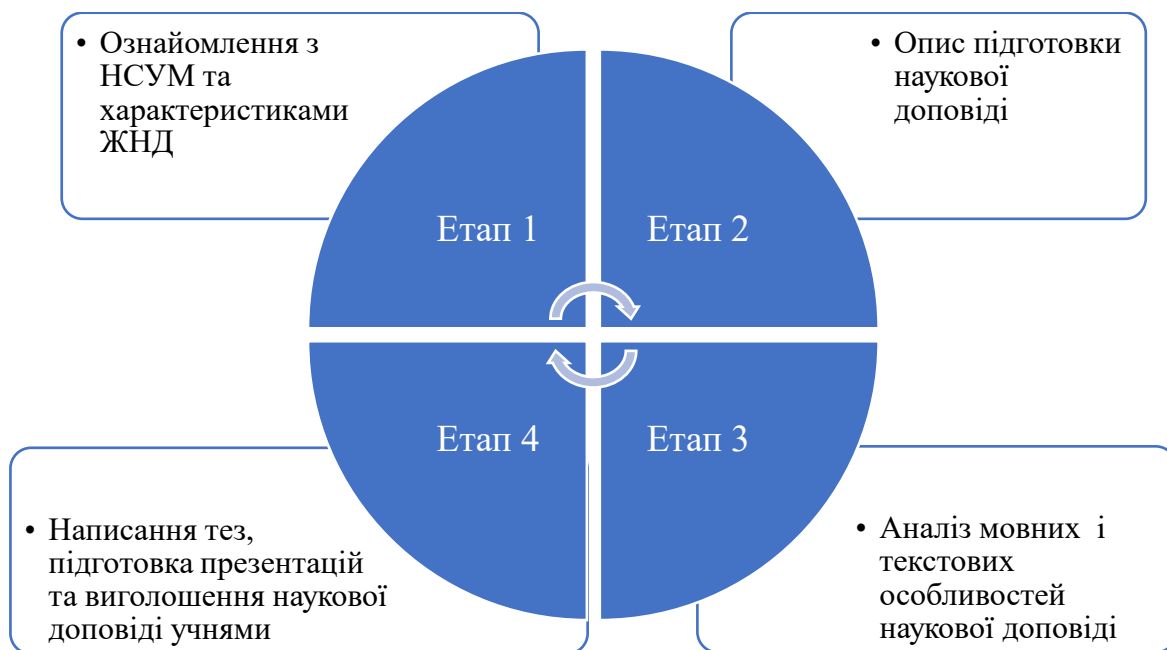 • Ознайомлення з
НСУМ та
характеристиками
ЖНД
• Опис підготовки
наукової
доповіді
Етап 1
Етап 2
Етап 4
Етап 3
• Написання тез,
підготовка презентацій
та виголошення наукової
доповіді учнями
• Аналіз мовних і
текстових
особливостей
наукової доповіді